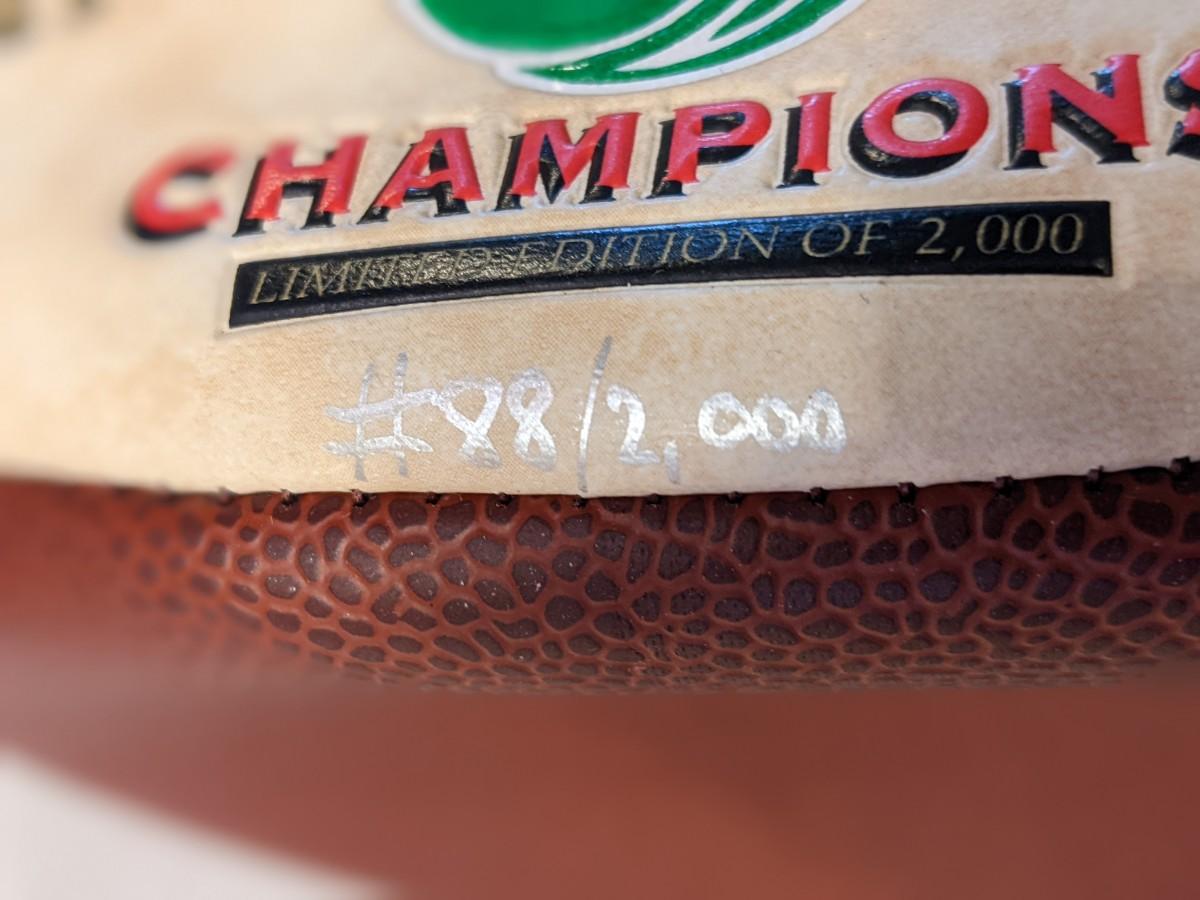 CHAMPIONS
LIMITED EDITION OF 2,000
#88/2,000